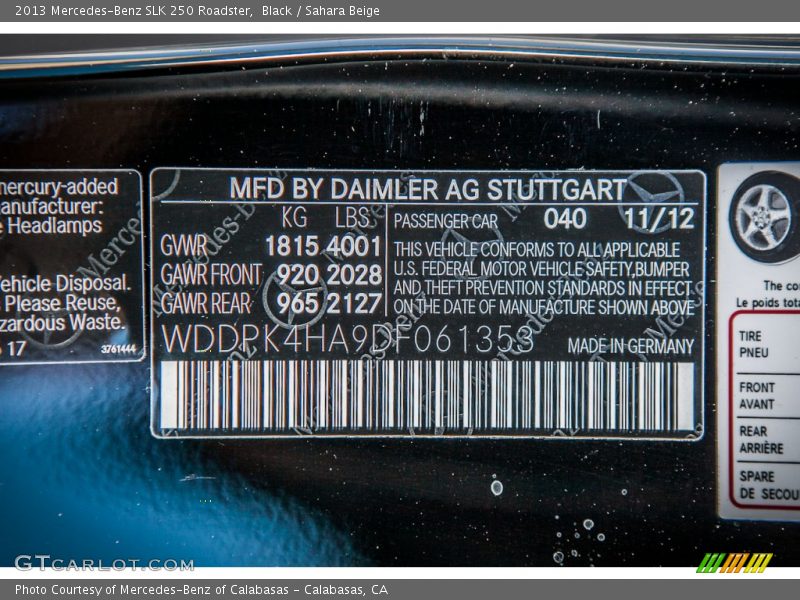 2013 Mercedes-Benz SLK 250 Roadster, Black / Sahara Beige
mercury-added
manufacturer:
e Headlamps
Vehicle Disposal.
Please Reuse,
azardous Waste.
17
3761444
MFD BY DAIMLER AG STUTTGART
KG LBS
GWR 1815 4001
GAWR FRONT 920 2028
GAWR REAR 965 2127
PASSENGER CAR 040 11/12
THIS VEHICLE CONFORMS TO ALL APPLICABLE
U.S. FEDERAL MOTOR VEHICLE SAFETY, BUMPER
AND, THEFT PREVENTION STANDARDS IN EFFECT
ON THE DATE OF MANUFACTURE SHOWN ABOVE
WDDPK4HA9DF061353
MADE IN GERMANY
The co
Le poids tota
TIRE
PNEU
FRONT
AVANT
REAR
ARRIÈRE
SPARE
DE SECOU
GTcarlot.com
Photo Courtesy of Mercedes-Benz of Calabasas - Calabasas, CA